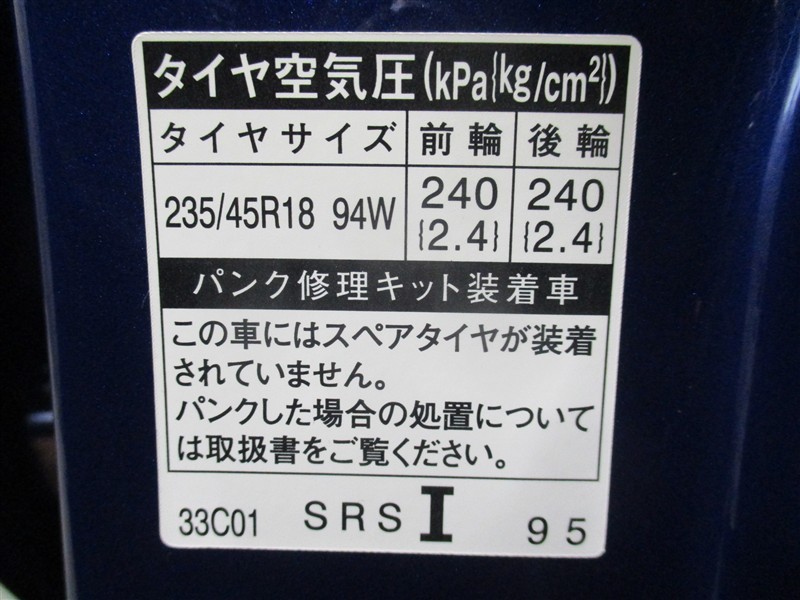 タイヤ空気圧(kPa{kg/cm²})
タイヤサイズ 前輪 後輪
235/45R18 94W 240 240
{2.4} {2.4}
パンク修理キット装着車
この車にはスペアタイヤが装着
されていません。
パンクした場合の処置について
は取扱書をご覧ください。
33C01 SRS I 95